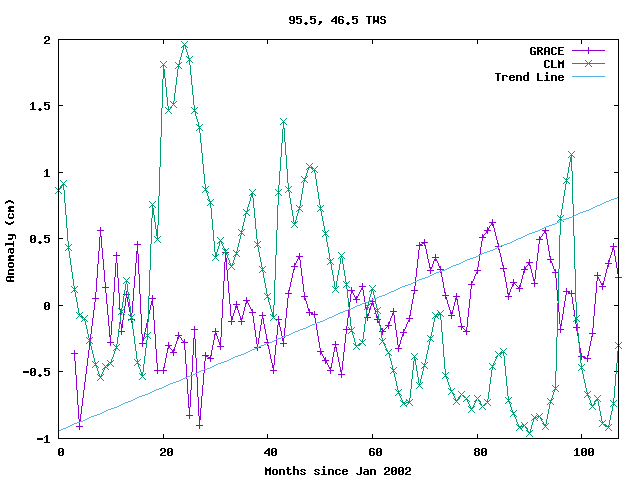 95.5, 46.5 TWS
GRACE
CLM
Trend Line
2
1.5
1
0.5
0
-0.5
-1
Anomaly (cm)
0 20 40 60 80 100
Months since Jan 2002